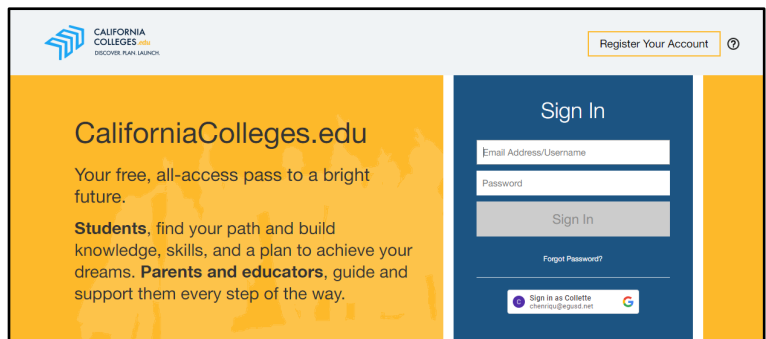 CALIFORNIA
COLLEGES.edu
DISCOVER. PLAN. LAUNCH.
Register Your Account
?
CaliforniaColleges.edu
Your free, all-access pass to a bright
future.
Students, find your path and build
knowledge, skills, and a plan to achieve your
dreams. Parents and educators, guide and
support them every step of the way.
Sign In
Email Address/Username
Password
Sign In
Forgot Password?
C
Sign in as Collette
chenriqu@egusd.net
G